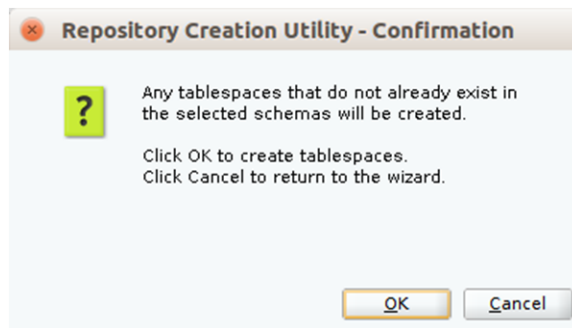 Repository Creation Utility - Confirmation
?
Any tablespaces that do not already exist in
the selected schemas will be created.
Click OK to create tablespaces.
Click Cancel to return to the wizard.
OK
Cancel